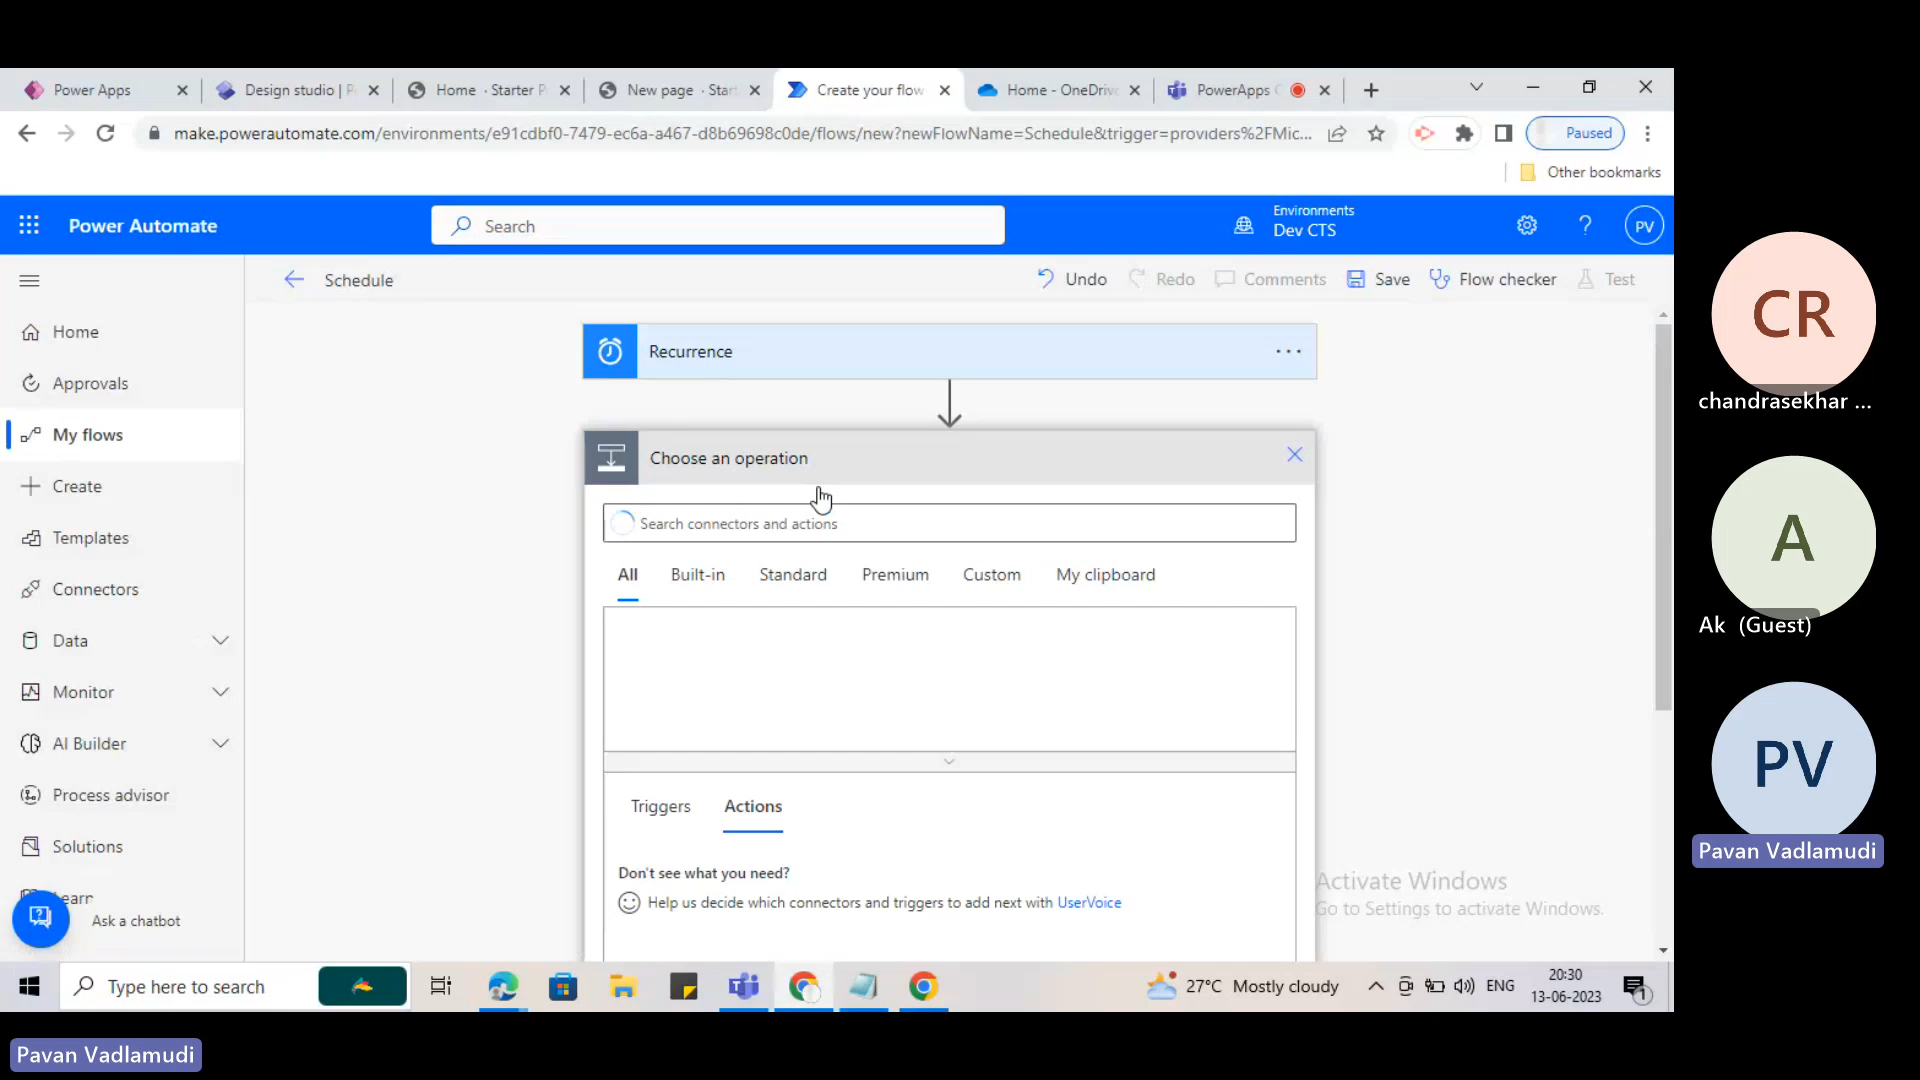 Power Apps
Design studio | P
Home · Starter P
New page · Star
Create your flow
Home - OneDriv
PowerApps C
make.powerautomate.com/environments/e91cdbf0-7479-ec6a-a467-d8b69698c0de/flows/new?newFlowName=Schedule&trigger=providers%2FMic...
Paused
Other bookmarks
Power Automate
Search
Environments
Dev CTS
PV
Schedule
Undo
Redo
Comments
Save
Flow checker
Test
Home
Approvals
My flows
Create
Templates
Connectors
Data
Monitor
AI Builder
Process advisor
Solutions
earn
Ask a chatbot
Recurrence
Choose an operation
Search connectors and actions
All
Built-in
Standard
Premium
Custom
My clipboard
Triggers
Actions
Don't see what you need?
Help us decide which connectors and triggers to add next with UserVoice
Activate Windows
Go to Settings to activate Windows.
Type here to search
27°C Mostly cloudy
ENG
20:30
13-06-2023
1
CR
chandrasekhar ...
A
Ak (Guest)
PV
Pavan Vadlamudi
Pavan Vadlamudi